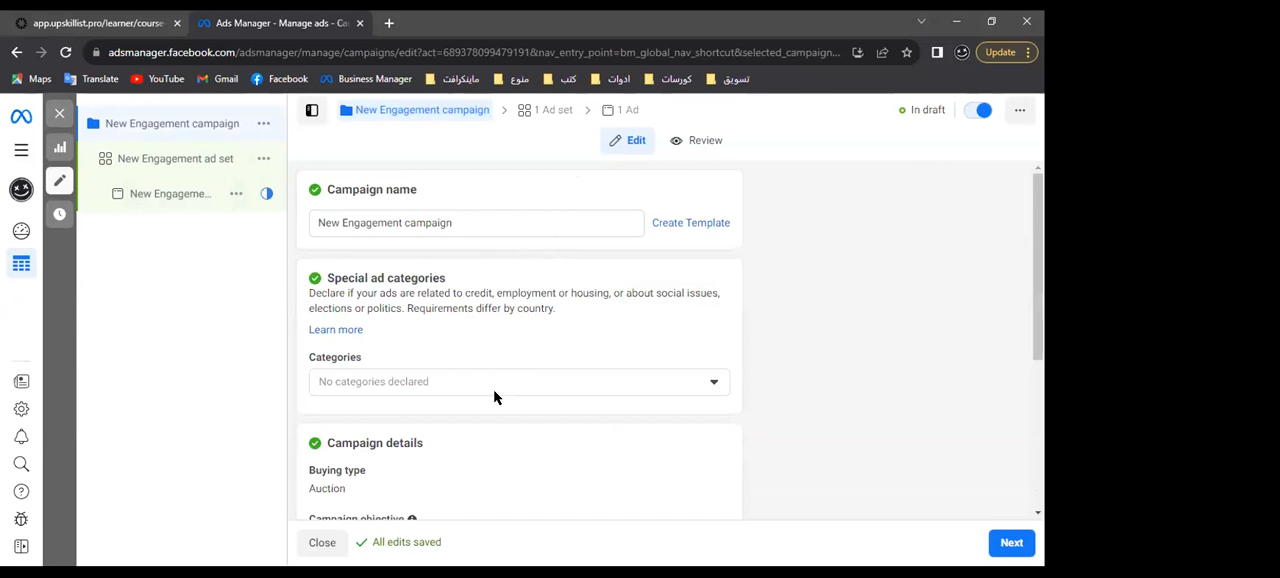 app.upskillist.pro/learner/course
Ads Manager - Manage ads - Ca
Update
adsmanager.facebook.com/adsmanager/manage/campaigns/edit?act=689378099479191&nav_entry_point=bm_global_nav_shortcut&selected_campaign...
Maps
Translate
YouTube
Gmail
Facebook
Business Manager
ماينكرافت
منوع
كتب
ادوات
كورسات
تسويق
New Engagement campaign
New Engagement ad set
New Engageme...
New Engagement campaign
1 Ad set
1 Ad
In draft
Edit
Review
Campaign name
New Engagement campaign
Create Template
Special ad categories
Declare if your ads are related to credit, employment or housing, or about social issues,
elections or politics. Requirements differ by country.
Learn more
Categories
No categories declared
Campaign details
Buying type
Auction
Campaign objective
Close
All edits saved
Next